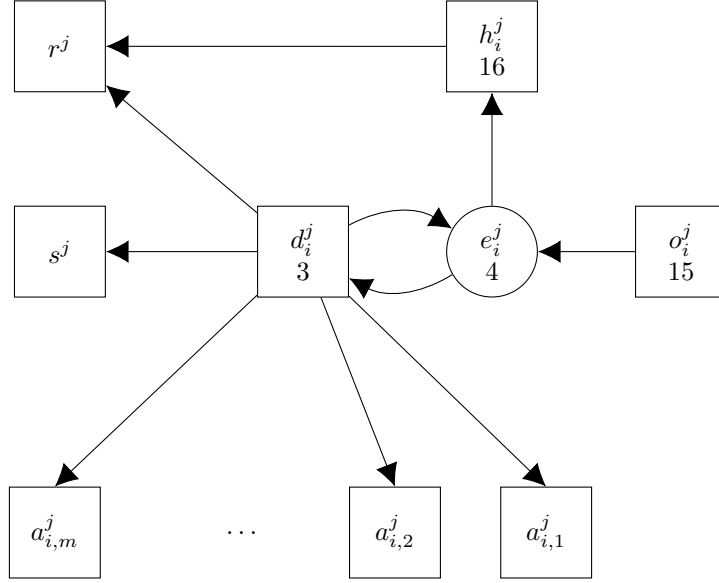 r^j
h_i^j
16
s^j
d_i^j
3
e_i^j
4
o_i^j
15
a_{i,m}^j
⋯
a_{i,2}^j
a_{i,1}^j